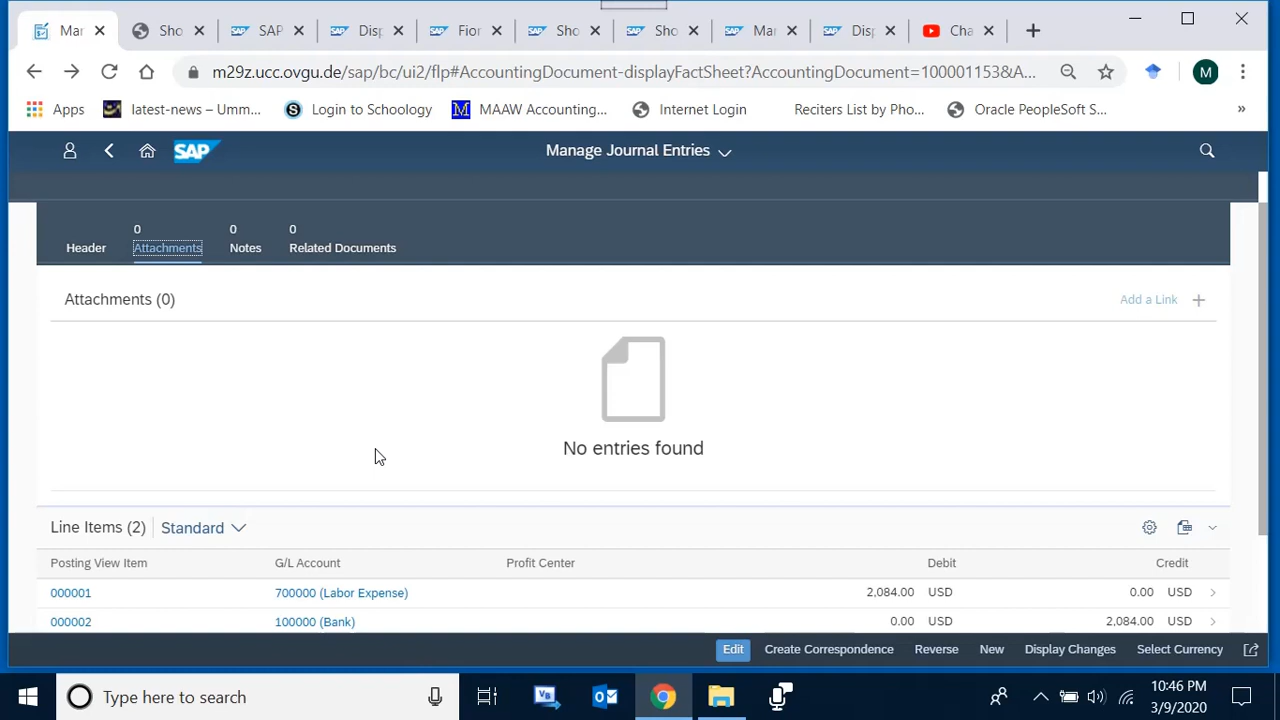 Mar
Sho
SAP
Disp
Fior
Sho
Sho
Mar
Disp
Cha
m29z.ucc.ovgu.de/sap/bc/ui2/flp#AccountingDocument-displayFactSheet?AccountingDocument=100001153&A...
M
Apps
latest-news – Umm...
S
Login to Schoology
M
MAAW Accounting...
Internet Login
Reciters List by Pho...
Oracle PeopleSoft S...
»
SAP
Manage Journal Entries
0
0
0
Header
Attachments
Notes
Related Documents
Attachments (0)
Add a Link
No entries found
Line Items (2)
Standard
Posting View Item
G/L Account
Profit Center
Debit
Credit
000001
700000 (Labor Expense)
2,084.00 USD
0.00 USD
000002
100000 (Bank)
0.00 USD
2,084.00 USD
Edit
Create Correspondence
Reverse
New
Display Changes
Select Currency
Type here to search
10:46 PM
3/9/2020